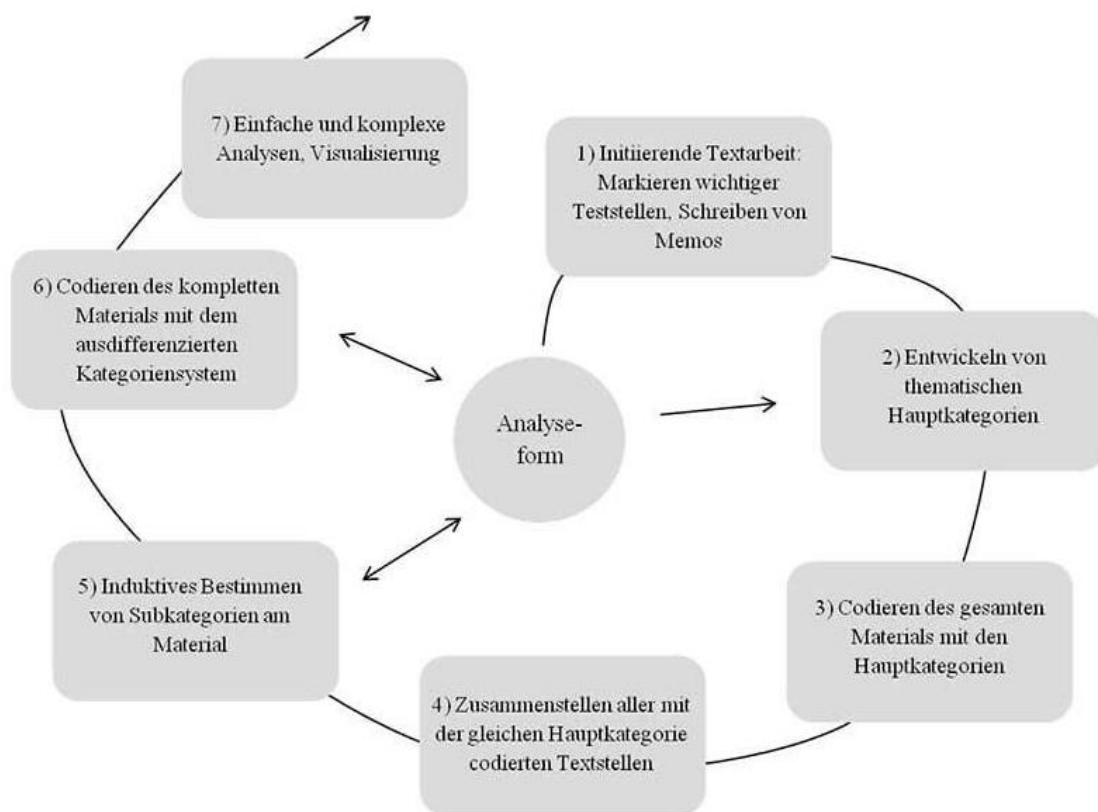 1) Initiierende Textarbeit:
Markieren wichtiger
Teststellen, Schreiben von
Memos
2) Entwickeln von
thematischen
Hauptkategorien
3) Codieren des gesamten
Materials mit den
Hauptkategorien
4) Zusammenstellen aller mit
der gleichen Hauptkategorie
codierten Textstellen
5) Induktives Bestimmen
von Subkategorien am
Material
6) Codieren des kompletten
Materials mit dem
ausdifferenzierten
Kategoriensystem
7) Einfache und komplexe
Analysen, Visualisierung
Analyse-
form